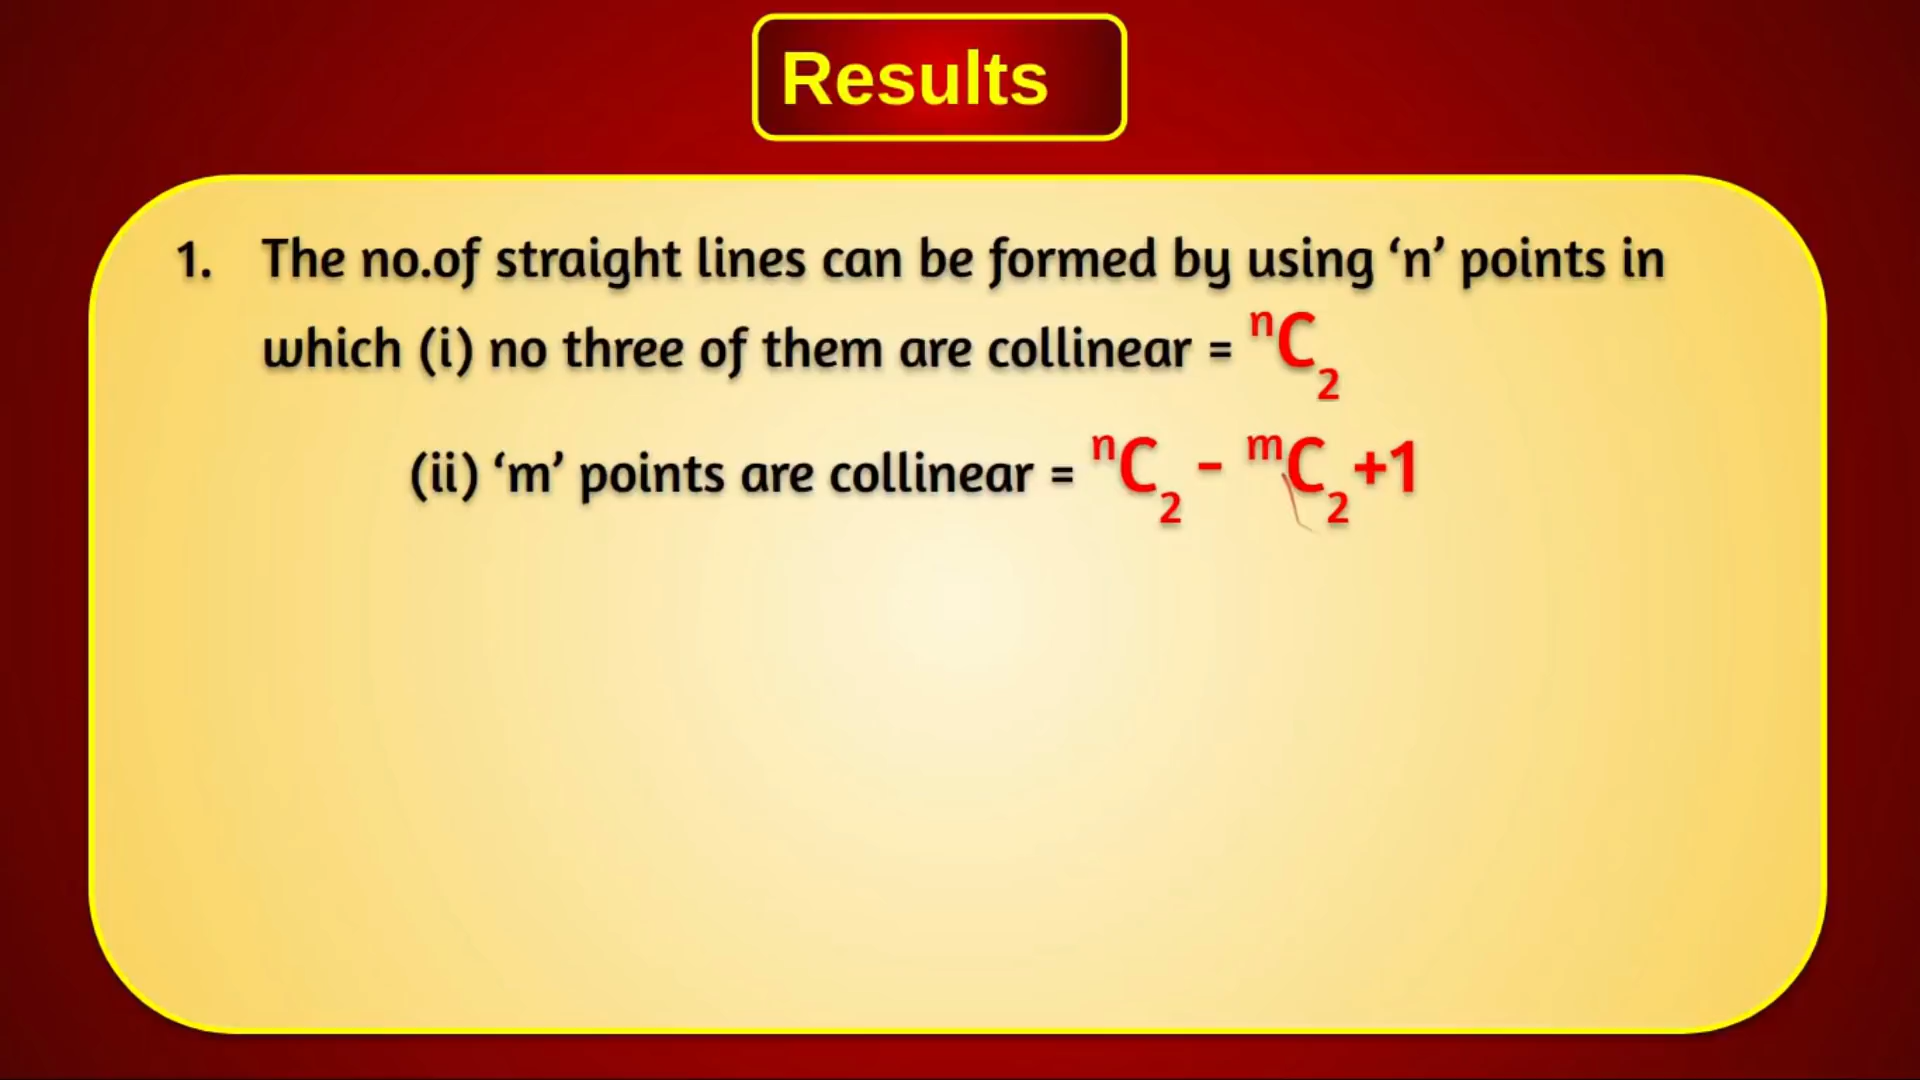 Results
1. The no.of straight lines can be formed by using ‘n’ points in
which (i) no three of them are collinear = ⁿC₂
(ii) ‘m’ points are collinear = ⁿC₂ - ᵐC₂+1